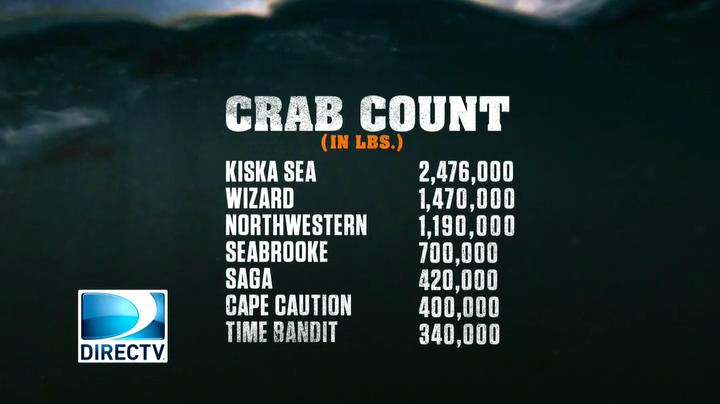 CRAB COUNT
(IN LBS.)
KISKA SEA 2,476,000
WIZARD 1,470,000
NORTHWESTERN 1,190,000
SEABROOKE 700,000
SAGA 420,000
CAPE CAUTION 400,000
TIME BANDIT 340,000
DIRECTV